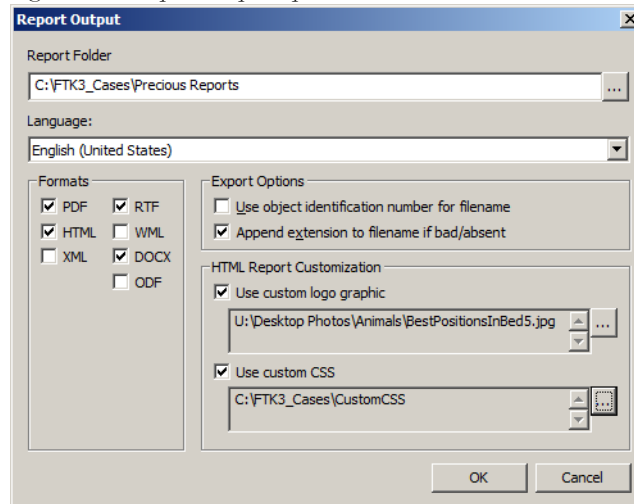 Report Output
Report Folder
C:\FTK3_Cases\Precious Reports
...
Language:
English (United States)
Formats
PDF
RTF
HTML
WML
XML
DOCX
ODF
Export Options
Use object identification number for filename
Append extension to filename if bad/absent
HTML Report Customization
Use custom logo graphic
U:\Desktop Photos\Animals\BestPositionsInBed5.jpg
...
Use custom CSS
C:\FTK3_Cases\CustomCSS
...
OK
Cancel